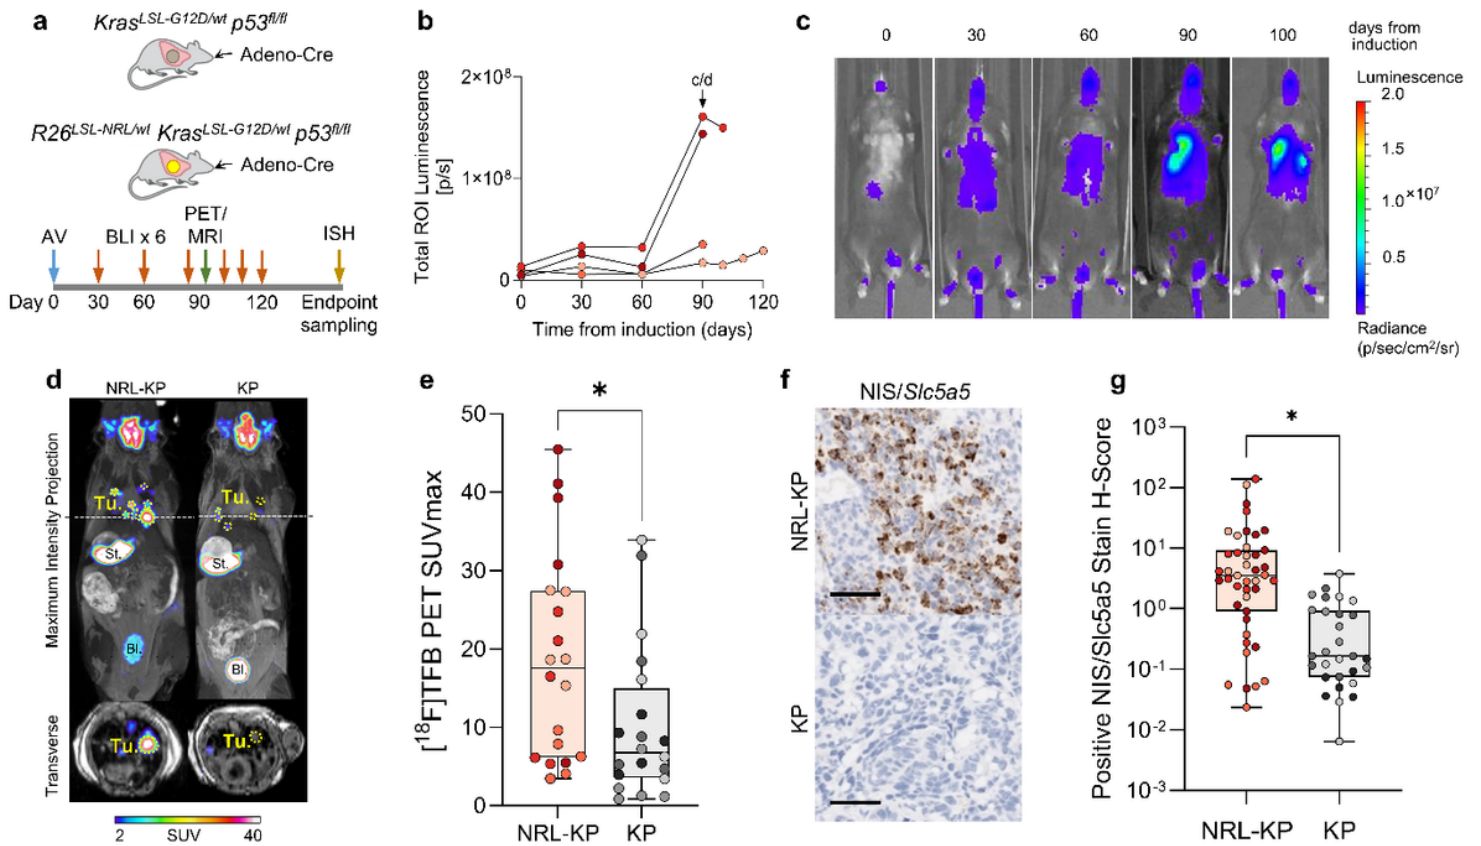 a
Kras^LSL-G12D/wt p53^fl/fl
Adeno-Cre
R26^LSL-NRL/wt Kras^LSL-G12D/wt p53^fl/fl
Adeno-Cre
AV
BLI x 6
PET/
MRI
ISH
Day 0
30
60
90
120
Endpoint
sampling
b
Total ROI Luminescence
[p/s]
2×10^8
1×10^8
0
c/d
0
30
60
90
120
Time from induction (days)
c
0
30
60
90
100
days from
induction
Luminescence
2.0
1.5
1.0 ×10^7
0.5
Radiance
(p/sec/cm²/sr)
d
NRL-KP
KP
Maximum Intensity Projection
Tu.
Tu.
St.
St.
Bl.
Bl.
Transverse
Tu.
Tu.
2
SUV
40
e
*
[^18F]TFB PET SUVmax
50
40
30
20
10
0
NRL-KP
KP
f
NIS/Slc5a5
NRL-KP
KP
g
*
Positive NIS/Slc5a5 Stain H-Score
10^3
10^2
10^1
10^0
10^-1
10^-2
10^-3
NRL-KP
KP